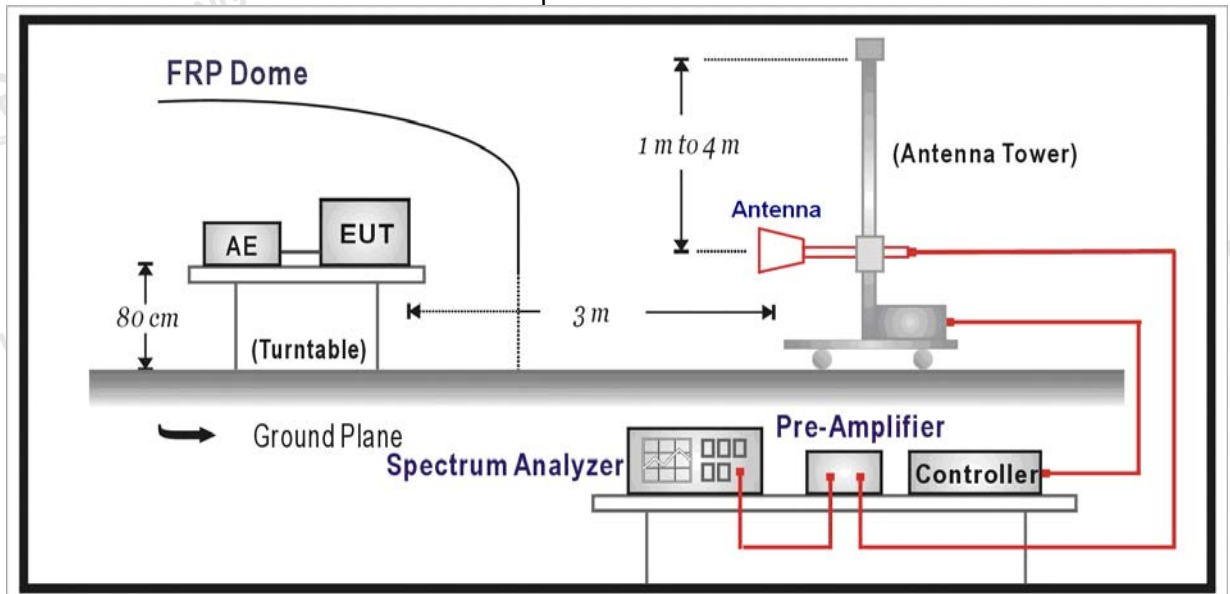 FRP Dome
1 m to 4 m
(Antenna Tower)
Antenna
AE
EUT
80 cm
3 m
(Turntable)
Ground Plane
Pre-Amplifier
Spectrum Analyzer
Controller